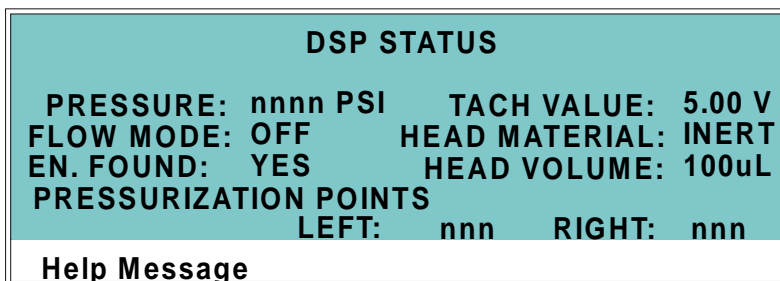 DSP STATUS
PRESSURE: nnnn PSI TACH VALUE: 5.00 V
FLOW MODE: OFF HEAD MATERIAL: INERT
EN. FOUND: YES HEAD VOLUME: 100uL
PRESSURIZATION POINTS
LEFT: nnn RIGHT: nnn
Help Message